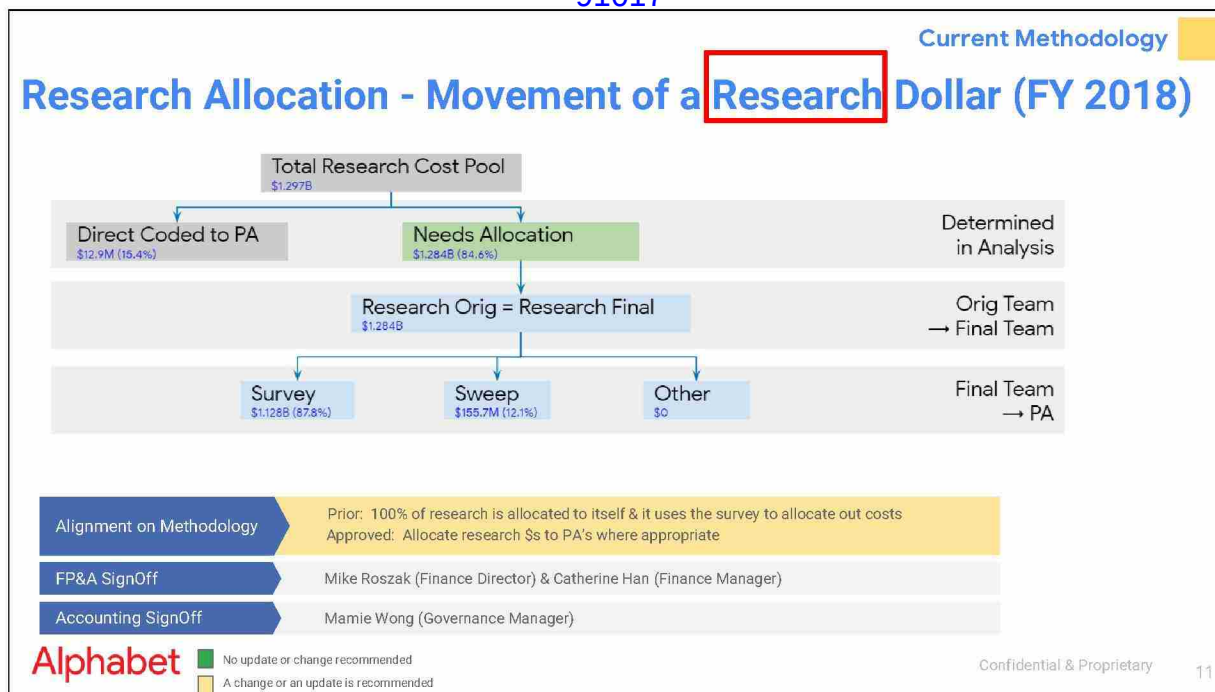 Current Methodology
Research Allocation - Movement of a Research Dollar (FY 2018)
Total Research Cost Pool
$1.297B
Direct Coded to PA
$12.9M (15.4%)
Needs Allocation
$1.284B (84.6%)
Determined
in Analysis
Research Orig = Research Final
$1.284B
Orig Team
→ Final Team
Survey
$1.128B (87.8%)
Sweep
$155.7M (12.1%)
Other
$0
Final Team
→ PA
Alignment on Methodology
Prior: 100% of research is allocated to itself & it uses the survey to allocate out costs
Approved: Allocate research $s to PA's where appropriate
FP&A SignOff
Mike Roszak (Finance Director) & Catherine Han (Finance Manager)
Accounting SignOff
Mamie Wong (Governance Manager)
Alphabet
No update or change recommended
A change or an update is recommended
Confidential & Proprietary
11